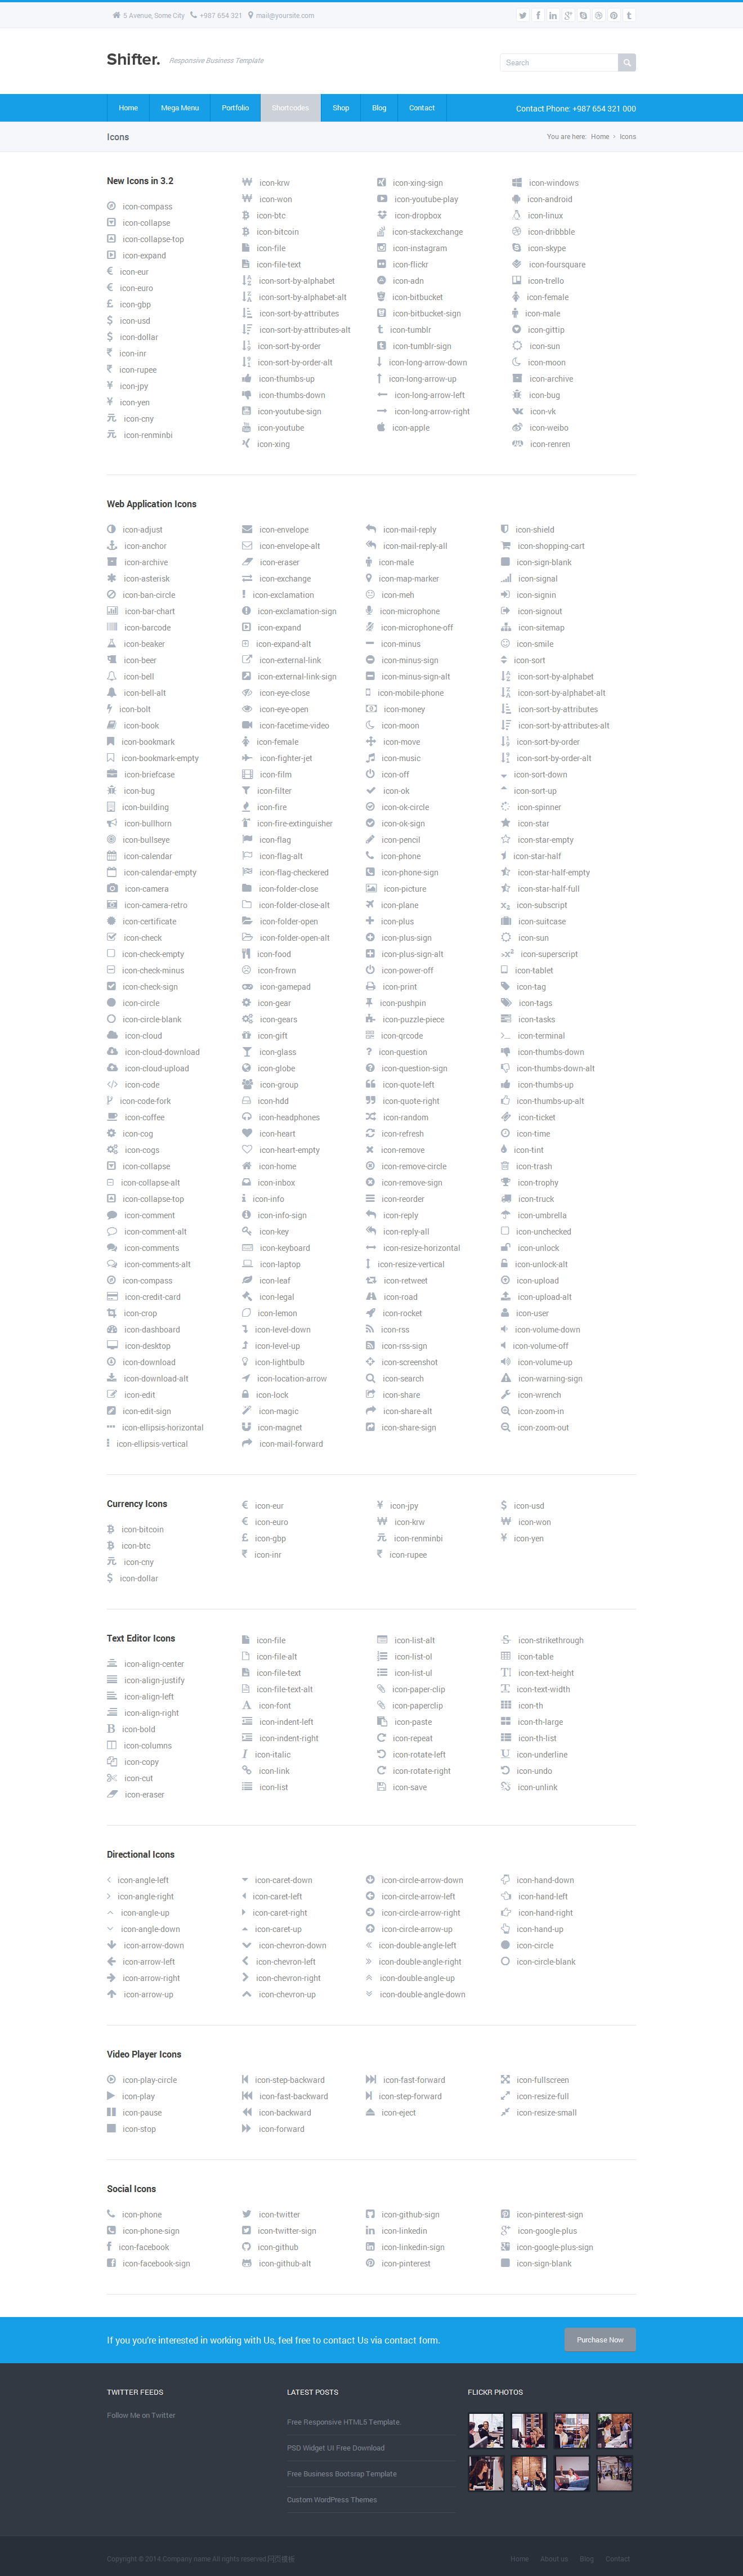 5 Avenue, Some City +987 654 321 mail@yoursite.com
Shifter. Responsive Business Template
Search
Home Mega Menu Portfolio Shortcodes Shop Blog Contact Contact Phone: +987 654 321 000
Icons
You are here: Home > Icons
New Icons in 3.2
icon-compass
icon-collapse
icon-collapse-top
icon-expand
icon-eur
icon-euro
icon-gbp
icon-usd
icon-dollar
icon-inr
icon-rupee
icon-jpy
icon-yen
icon-cny
icon-renminbi
icon-krw
icon-won
icon-btc
icon-bitcoin
icon-file
icon-file-text
icon-sort-by-alphabet
icon-sort-by-alphabet-alt
icon-sort-by-attributes
icon-sort-by-attributes-alt
icon-sort-by-order
icon-sort-by-order-alt
icon-thumbs-up
icon-thumbs-down
icon-youtube-sign
icon-youtube
icon-xing
icon-xing-sign
icon-youtube-play
icon-dropbox
icon-stackexchange
icon-instagram
icon-flickr
icon-adn
icon-bitbucket
icon-bitbucket-sign
icon-tumblr
icon-tumblr-sign
icon-long-arrow-down
icon-long-arrow-up
icon-long-arrow-left
icon-long-arrow-right
icon-apple
icon-windows
icon-android
icon-linux
icon-dribbble
icon-skype
icon-foursquare
icon-trello
icon-female
icon-male
icon-gittip
icon-sun
icon-moon
icon-archive
icon-bug
icon-vk
icon-weibo
icon-renren
Web Application Icons
icon-adjust
icon-anchor
icon-archive
icon-asterisk
icon-ban-circle
icon-bar-chart
icon-barcode
icon-beaker
icon-beer
icon-bell
icon-bell-alt
icon-bolt
icon-book
icon-bookmark
icon-bookmark-empty
icon-briefcase
icon-bug
icon-building
icon-bullhorn
icon-bullseye
icon-calendar
icon-calendar-empty
icon-camera
icon-camera-retro
icon-certificate
icon-check
icon-check-empty
icon-check-minus
icon-check-sign
icon-circle
icon-circle-blank
icon-cloud
icon-cloud-download
icon-cloud-upload
icon-code
icon-code-fork
icon-coffee
icon-cog
icon-cogs
icon-collapse
icon-collapse-alt
icon-collapse-top
icon-comment
icon-comment-alt
icon-comments
icon-comments-alt
icon-compass
icon-credit-card
icon-crop
icon-dashboard
icon-desktop
icon-download
icon-download-alt
icon-edit
icon-edit-sign
icon-ellipsis-horizontal
icon-ellipsis-vertical
icon-envelope
icon-envelope-alt
icon-eraser
icon-exchange
icon-exclamation
icon-exclamation-sign
icon-expand
icon-expand-alt
icon-external-link
icon-external-link-sign
icon-eye-close
icon-eye-open
icon-facetime-video
icon-female
icon-fighter-jet
icon-film
icon-filter
icon-fire
icon-fire-extinguisher
icon-flag
icon-flag-alt
icon-flag-checkered
icon-folder-close
icon-folder-close-alt
icon-folder-open
icon-folder-open-alt
icon-food
icon-frown
icon-gamepad
icon-gear
icon-gears
icon-gift
icon-glass
icon-globe
icon-group
icon-hdd
icon-headphones
icon-heart
icon-heart-empty
icon-home
icon-inbox
icon-info
icon-info-sign
icon-key
icon-keyboard
icon-laptop
icon-leaf
icon-legal
icon-lemon
icon-level-down
icon-level-up
icon-lightbulb
icon-location-arrow
icon-lock
icon-magic
icon-magnet
icon-mail-forward
icon-mail-reply
icon-mail-reply-all
icon-male
icon-map-marker
icon-meh
icon-microphone
icon-microphone-off
icon-minus
icon-minus-sign
icon-minus-sign-alt
icon-mobile-phone
icon-money
icon-moon
icon-move
icon-music
icon-off
icon-ok
icon-ok-circle
icon-ok-sign
icon-pencil
icon-phone
icon-phone-sign
icon-picture
icon-plane
icon-plus
icon-plus-sign
icon-plus-sign-alt
icon-power-off
icon-print
icon-pushpin
icon-puzzle-piece
icon-qrcode
icon-question
icon-question-sign
icon-quote-left
icon-quote-right
icon-random
icon-refresh
icon-remove
icon-remove-circle
icon-remove-sign
icon-reorder
icon-reply
icon-reply-all
icon-resize-horizontal
icon-resize-vertical
icon-retweet
icon-road
icon-rocket
icon-rss
icon-rss-sign
icon-screenshot
icon-search
icon-share
icon-share-alt
icon-share-sign
icon-shield
icon-shopping-cart
icon-sign-blank
icon-signal
icon-signin
icon-signout
icon-sitemap
icon-smile
icon-sort
icon-sort-by-alphabet
icon-sort-by-alphabet-alt
icon-sort-by-attributes
icon-sort-by-attributes-alt
icon-sort-by-order
icon-sort-by-order-alt
icon-sort-down
icon-sort-up
icon-spinner
icon-star
icon-star-empty
icon-star-half
icon-star-half-empty
icon-star-half-full
icon-subscript
icon-suitcase
icon-sun
icon-superscript
icon-tablet
icon-tag
icon-tags
icon-tasks
icon-terminal
icon-thumbs-down
icon-thumbs-down-alt
icon-thumbs-up
icon-thumbs-up-alt
icon-ticket
icon-time
icon-tint
icon-trash
icon-trophy
icon-truck
icon-umbrella
icon-unchecked
icon-unlock
icon-unlock-alt
icon-upload
icon-upload-alt
icon-user
icon-volume-down
icon-volume-off
icon-volume-up
icon-warning-sign
icon-wrench
icon-zoom-in
icon-zoom-out
Currency Icons
icon-bitcoin
icon-btc
icon-cny
icon-dollar
icon-eur
icon-euro
icon-gbp
icon-inr
icon-jpy
icon-krw
icon-renminbi
icon-rupee
icon-usd
icon-won
icon-yen
Text Editor Icons
icon-align-center
icon-align-justify
icon-align-left
icon-align-right
icon-bold
icon-columns
icon-copy
icon-cut
icon-eraser
icon-file
icon-file-alt
icon-file-text
icon-file-text-alt
icon-font
icon-indent-left
icon-indent-right
icon-italic
icon-link
icon-list
icon-list-alt
icon-list-ol
icon-list-ul
icon-paper-clip
icon-paperclip
icon-paste
icon-repeat
icon-rotate-left
icon-rotate-right
icon-save
icon-strikethrough
icon-table
icon-text-height
icon-text-width
icon-th
icon-th-large
icon-th-list
icon-underline
icon-undo
icon-unlink
Directional Icons
icon-angle-left
icon-angle-right
icon-angle-up
icon-angle-down
icon-arrow-down
icon-arrow-left
icon-arrow-right
icon-arrow-up
icon-caret-down
icon-caret-left
icon-caret-right
icon-caret-up
icon-chevron-down
icon-chevron-left
icon-chevron-right
icon-chevron-up
icon-circle-arrow-down
icon-circle-arrow-left
icon-circle-arrow-right
icon-circle-arrow-up
icon-double-angle-left
icon-double-angle-right
icon-double-angle-up
icon-double-angle-down
icon-hand-down
icon-hand-left
icon-hand-right
icon-hand-up
icon-circle
icon-circle-blank
Video Player Icons
icon-play-circle
icon-play
icon-pause
icon-stop
icon-step-backward
icon-fast-backward
icon-backward
icon-forward
icon-fast-forward
icon-step-forward
icon-eject
icon-fullscreen
icon-resize-full
icon-resize-small
Social Icons
icon-phone
icon-phone-sign
icon-facebook
icon-facebook-sign
icon-twitter
icon-twitter-sign
icon-github
icon-github-alt
icon-github-sign
icon-linkedin
icon-linkedin-sign
icon-pinterest
icon-pinterest-sign
icon-google-plus
icon-google-plus-sign
icon-sign-blank
If you you're interested in working with Us, feel free to contact Us via contact form.
Purchase Now
TWITTER FEEDS
Follow Me on Twitter
LATEST POSTS
Free Responsive HTML5 Template.
PSD Widget UI Free Download
Free Business Bootsrap Template
Custom WordPress Themes
FLICKR PHOTOS
Copyright © 2014.Company name All rights reserved.网页模板
Home About us Blog Contact